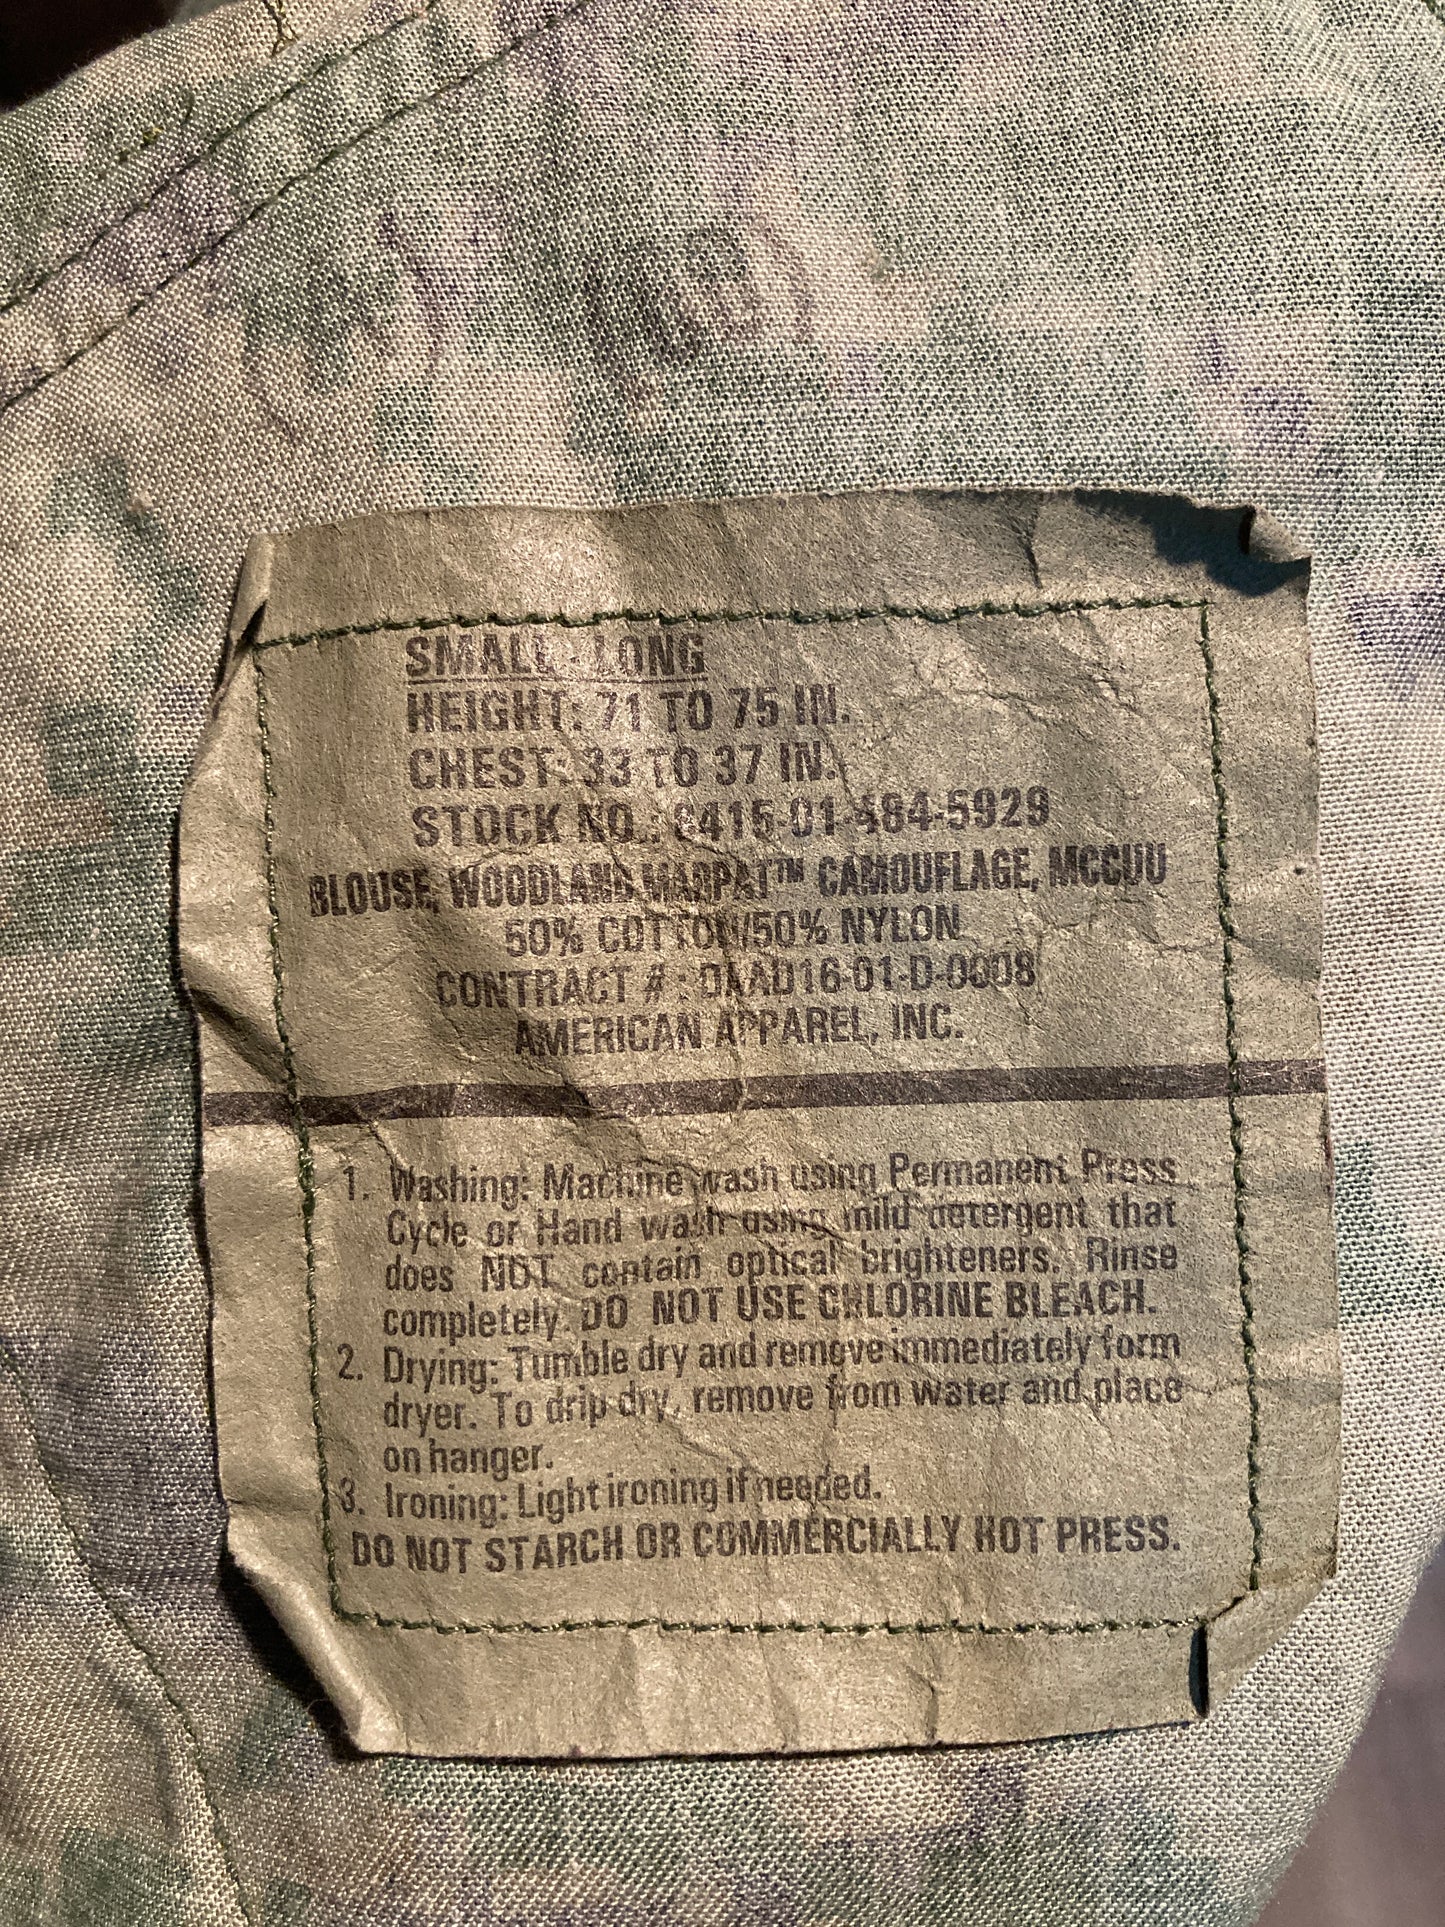 SMALL - LONG
HEIGHT: 71 TO 75 IN.
CHEST: 33 TO 37 IN.
STOCK NO.: 8415-01-484-5929
BLOUSE, WOODLAND MARPAT™ CAMOUFLAGE, MCCUU
50% COTTON/50% NYLON
CONTRACT # : DAAD16-01-D-0008
AMERICAN APPAREL, INC.
1. Washing: Machine wash using Permanent Press
Cycle or Hand wash using mild detergent that
does NOT contain optical brighteners. Rinse
completely. DO NOT USE CHLORINE BLEACH.
2. Drying: Tumble dry and remove immediately form
dryer. To drip dry, remove from water and place
on hanger.
3. Ironing: Light ironing if needed.
DO NOT STARCH OR COMMERCIALLY HOT PRESS.